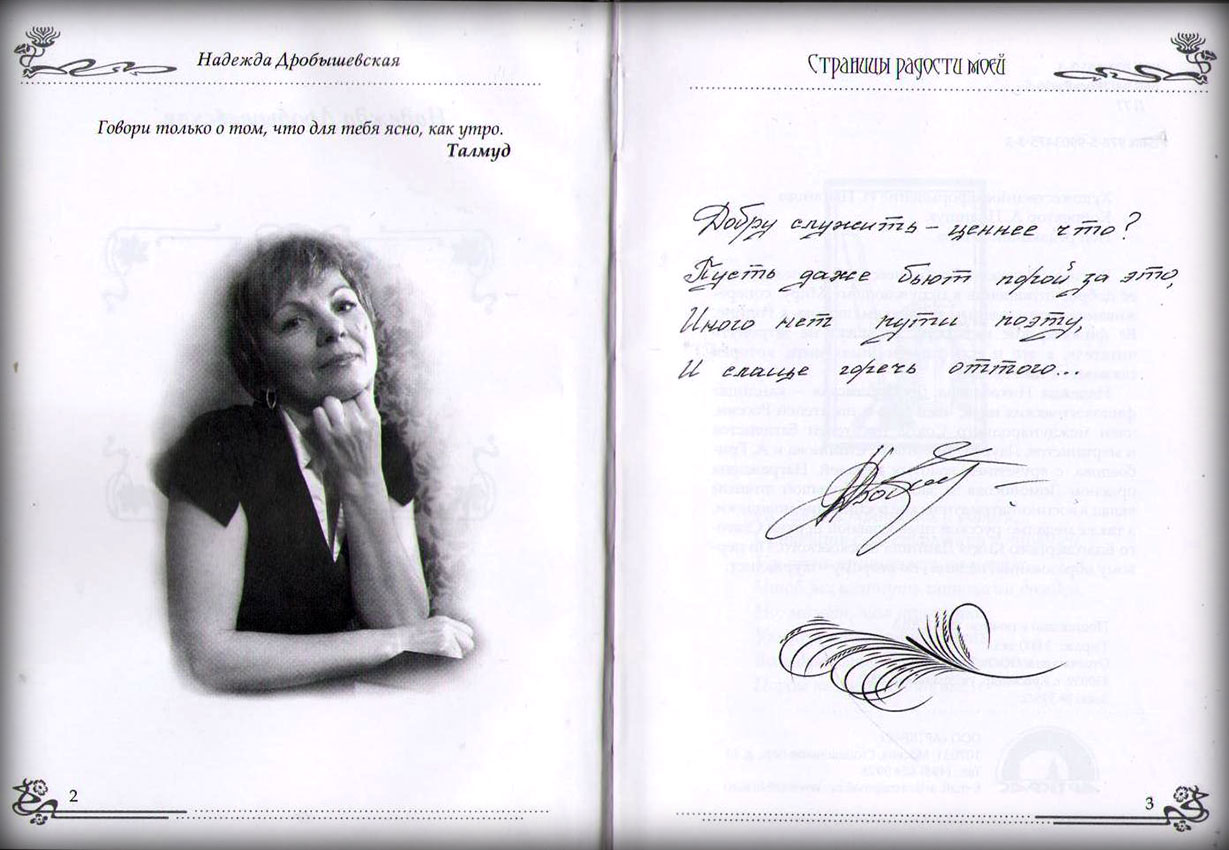 Надежда Дробышевская
Говори только о том, что для тебя ясно, как утро.
Талмуд
2
Страницы радости моей
Добру служить – ценнее что?
Пусть даже бьют порой за это,
Иного нет пути поэту,
И слаще горечь оттого...
3